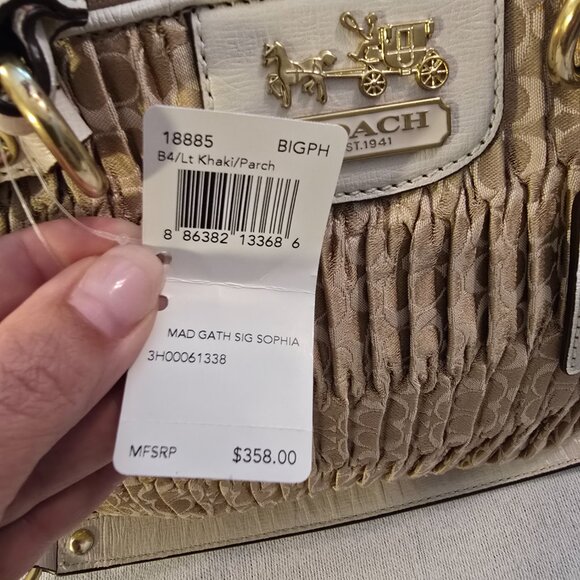 COACH
EST. 1941
18885 BIGPH
B4/Lt Khaki/Parch
8 86382 13368 6
MAD GATH SIG SOPHIA
3H00061338
MFSRP $358.00